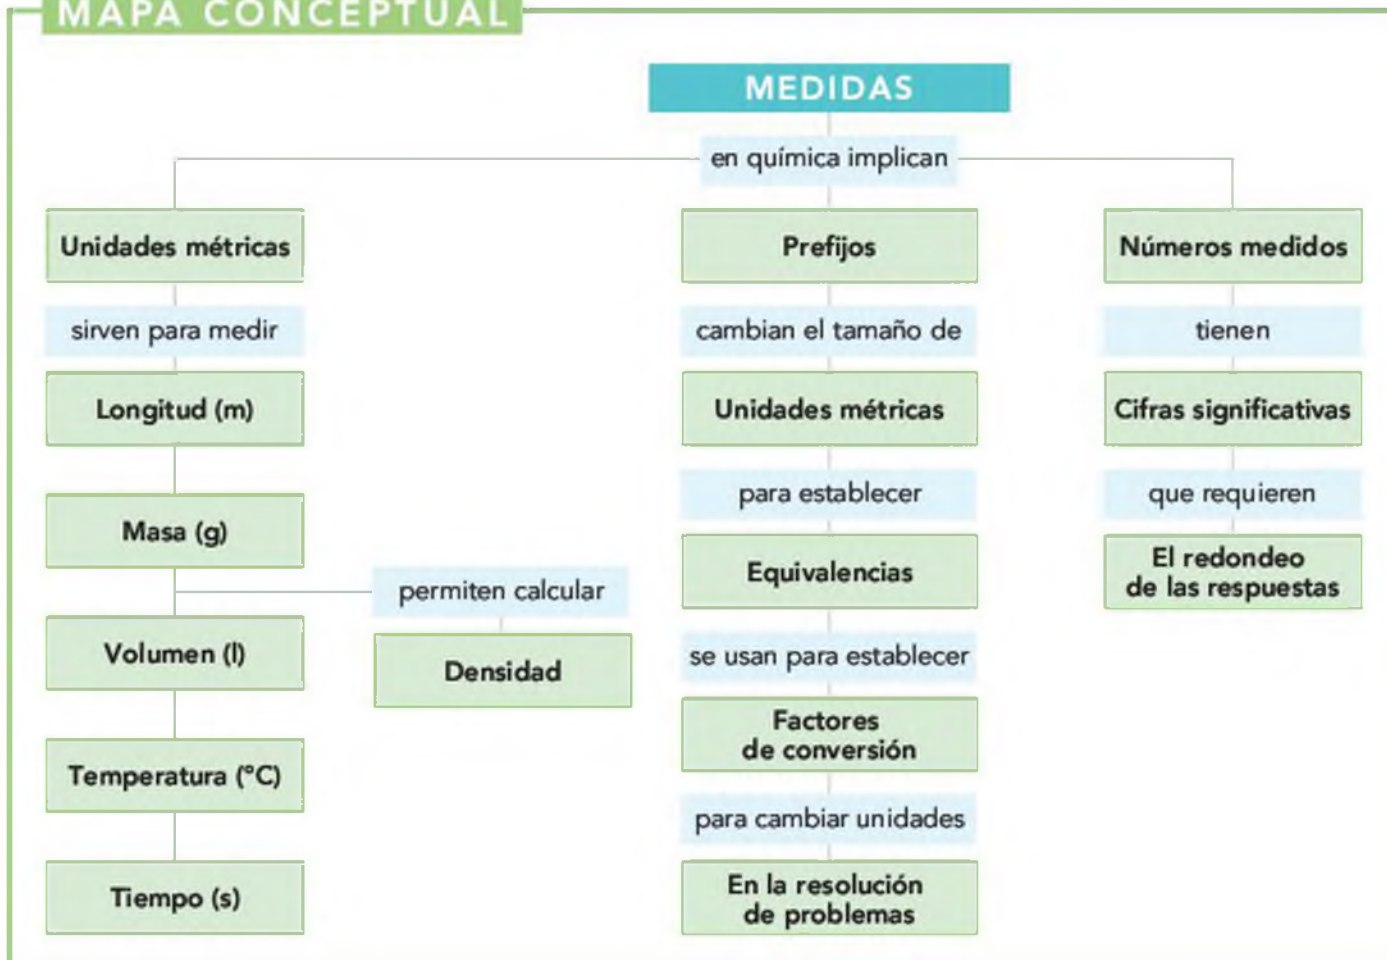 MAPA CONCEPTUAL
MEDIDAS
en química implican
Unidades métricas
sirven para medir
Longitud (m)
Masa (g)
permiten calcular
Densidad
Volumen (l)
Temperatura (°C)
Tiempo (s)
Prefijos
cambian el tamaño de
Unidades métricas
para establecer
Equivalencias
se usan para establecer
Factores
de conversión
para cambiar unidades
En la resolución
de problemas
Números medidos
tienen
Cifras significativas
que requieren
El redondeo
de las respuestas